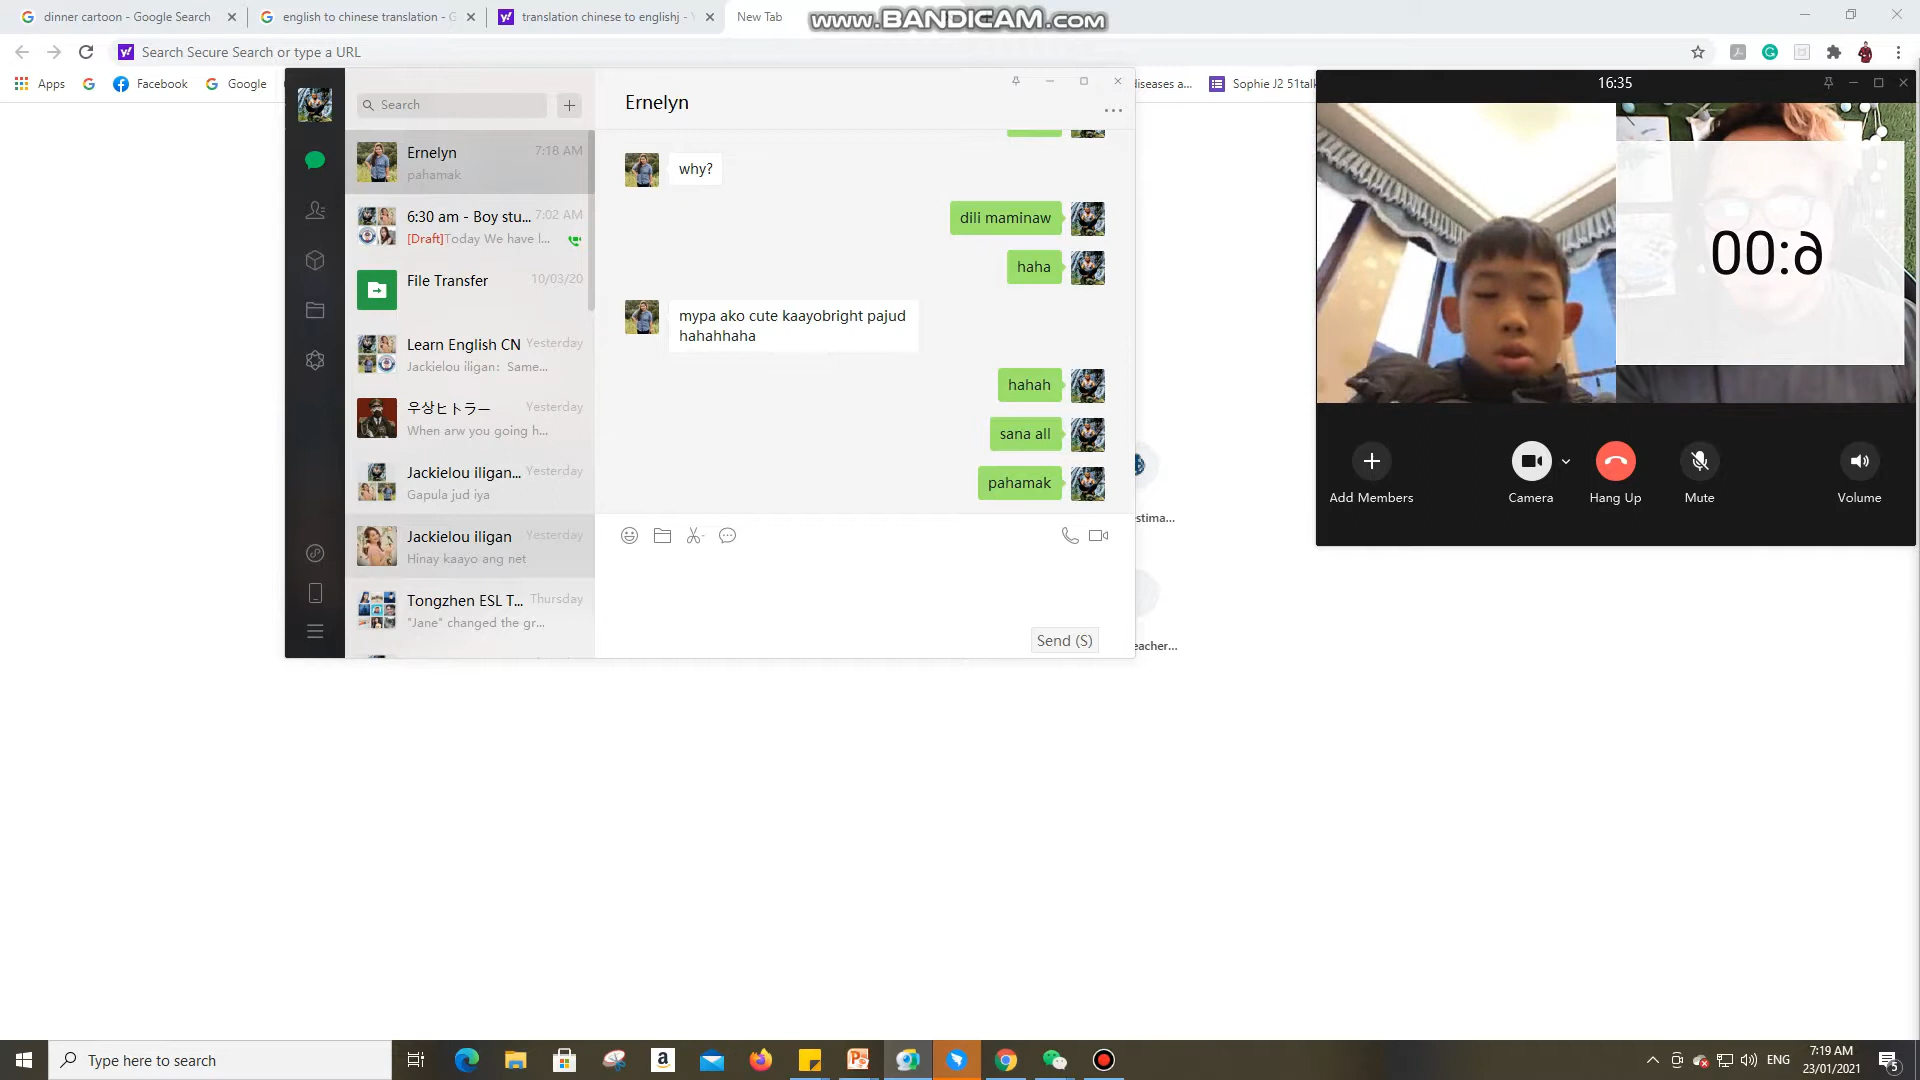 dinner cartoon - Google Search
english to chinese translation - G
translation chinese to englishj - Y
New Tab
WWW.BANDICAM.COM
Search Secure Search or type a URL
Apps
Facebook
Google
diseases a...
Sophie J2 51talk
Search
Ernelyn
7:18 AM
pahamak
6:30 am - Boy stu...
7:02 AM
[Draft]Today We have l...
File Transfer
10/03/20
Learn English CN
Yesterday
Jackielou iligan: Same...
우상ヒトラー
Yesterday
When arw you going h...
Jackielou iligan...
Yesterday
Gapula jud iya
Jackielou iligan
Yesterday
Hinay kaayo ang net
Tongzhen ESL T...
Thursday
"Jane" changed the gr...
Ernelyn
why?
dili maminaw
haha
mypa ako cute kaayobright pajud
hahahhaha
hahah
sana all
pahamak
Send (S)
stima...
eacher...
16:35
6:00
Add Members
Camera
Hang Up
Mute
Volume
Type here to search
ENG
7:19 AM
23/01/2021
5